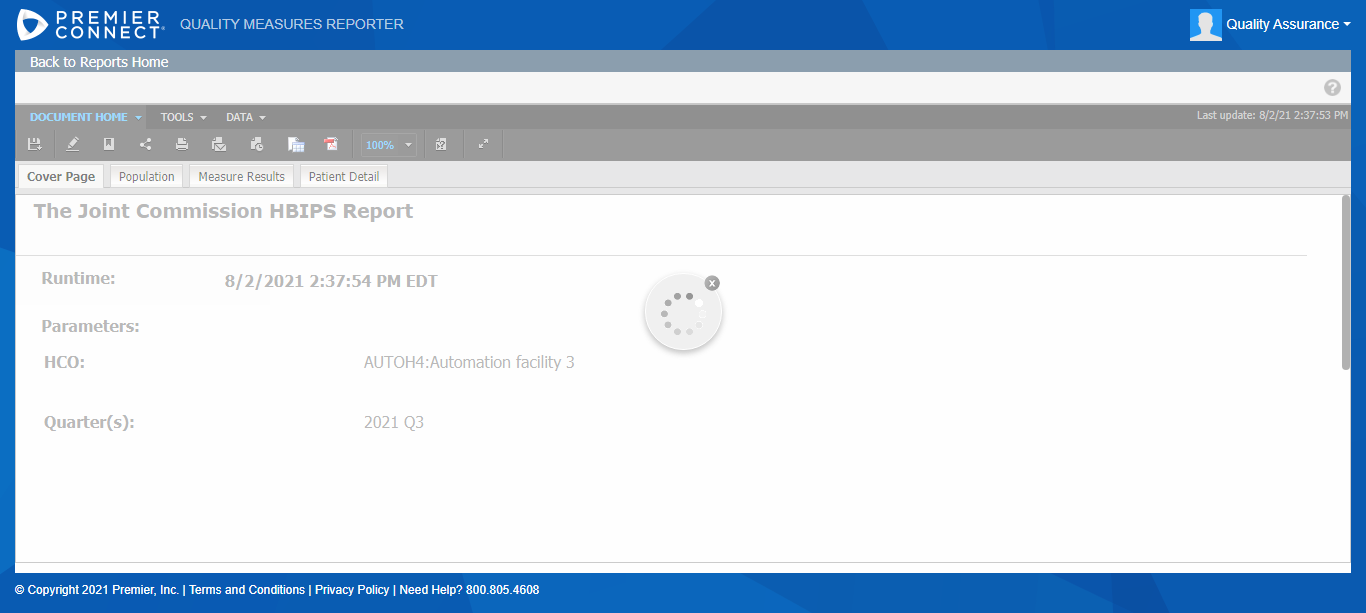 PREMIER
CONNECT®
QUALITY MEASURES REPORTER
Quality Assurance
Back to Reports Home
?
DOCUMENT HOME TOOLS DATA
Last update: 8/2/21 2:37:53 PM
100%
Cover Page Population Measure Results Patient Detail
The Joint Commission HBIPS Report
Runtime: 8/2/2021 2:37:54 PM EDT
x
Parameters:
HCO: AUTOH4:Automation facility 3
Quarter(s): 2021 Q3
© Copyright 2021 Premier, Inc. | Terms and Conditions | Privacy Policy | Need Help? 800.805.4608